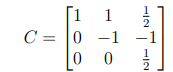 C = [1 1 1/2
0 -1 -1
0 0 1/2]